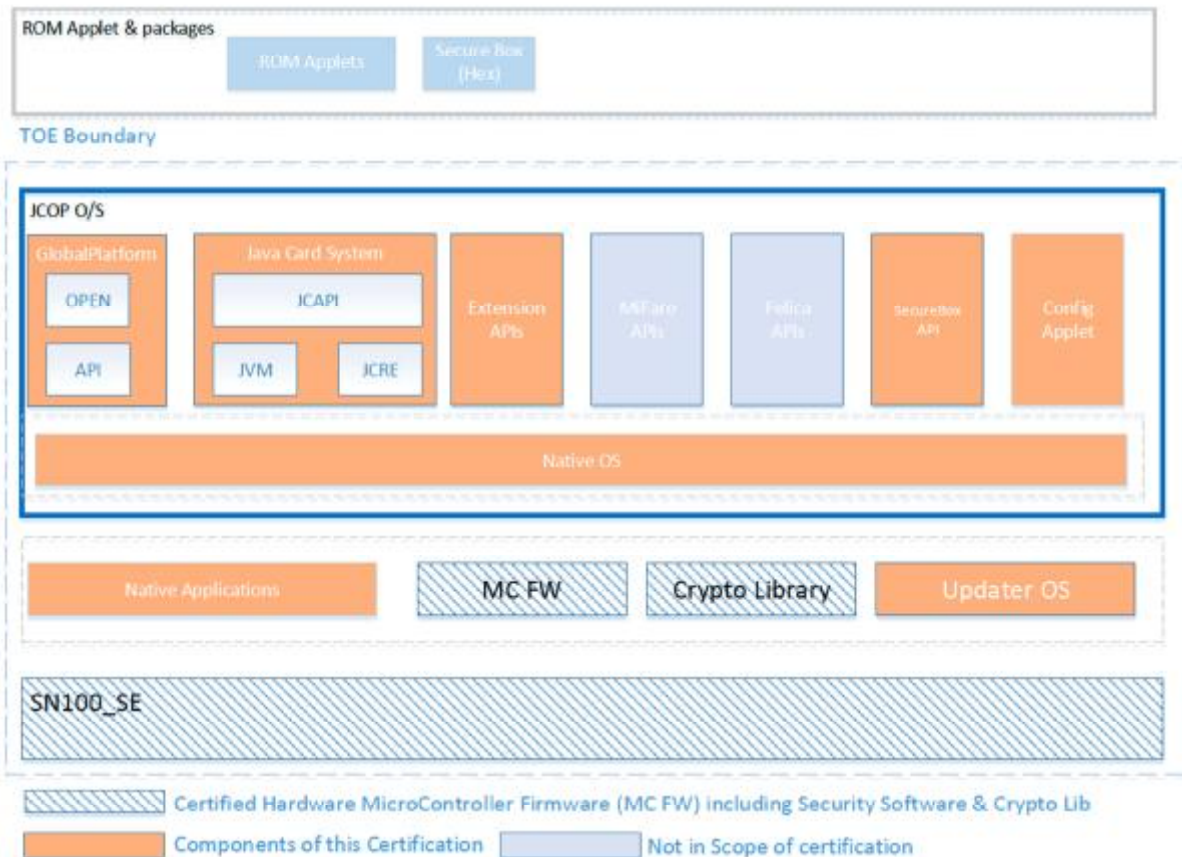 ROM Applet & packages
ROM Applets
Secure Box
(Hex)
TOE Boundary
JCOP O/S
GlobalPlatform
OPEN
API
Java Card System
JCAPI
JVM
JCRE
Extension
APIs
MiFare
APIs
Felica
APIs
SecureBox
API
Config
Applet
Native OS
Native Applications
MC FW
Crypto Library
Updater OS
SN100_SE
Certified Hardware MicroController Firmware (MC FW) including Security Software & Crypto Lib
Components of this Certification
Not in Scope of certification